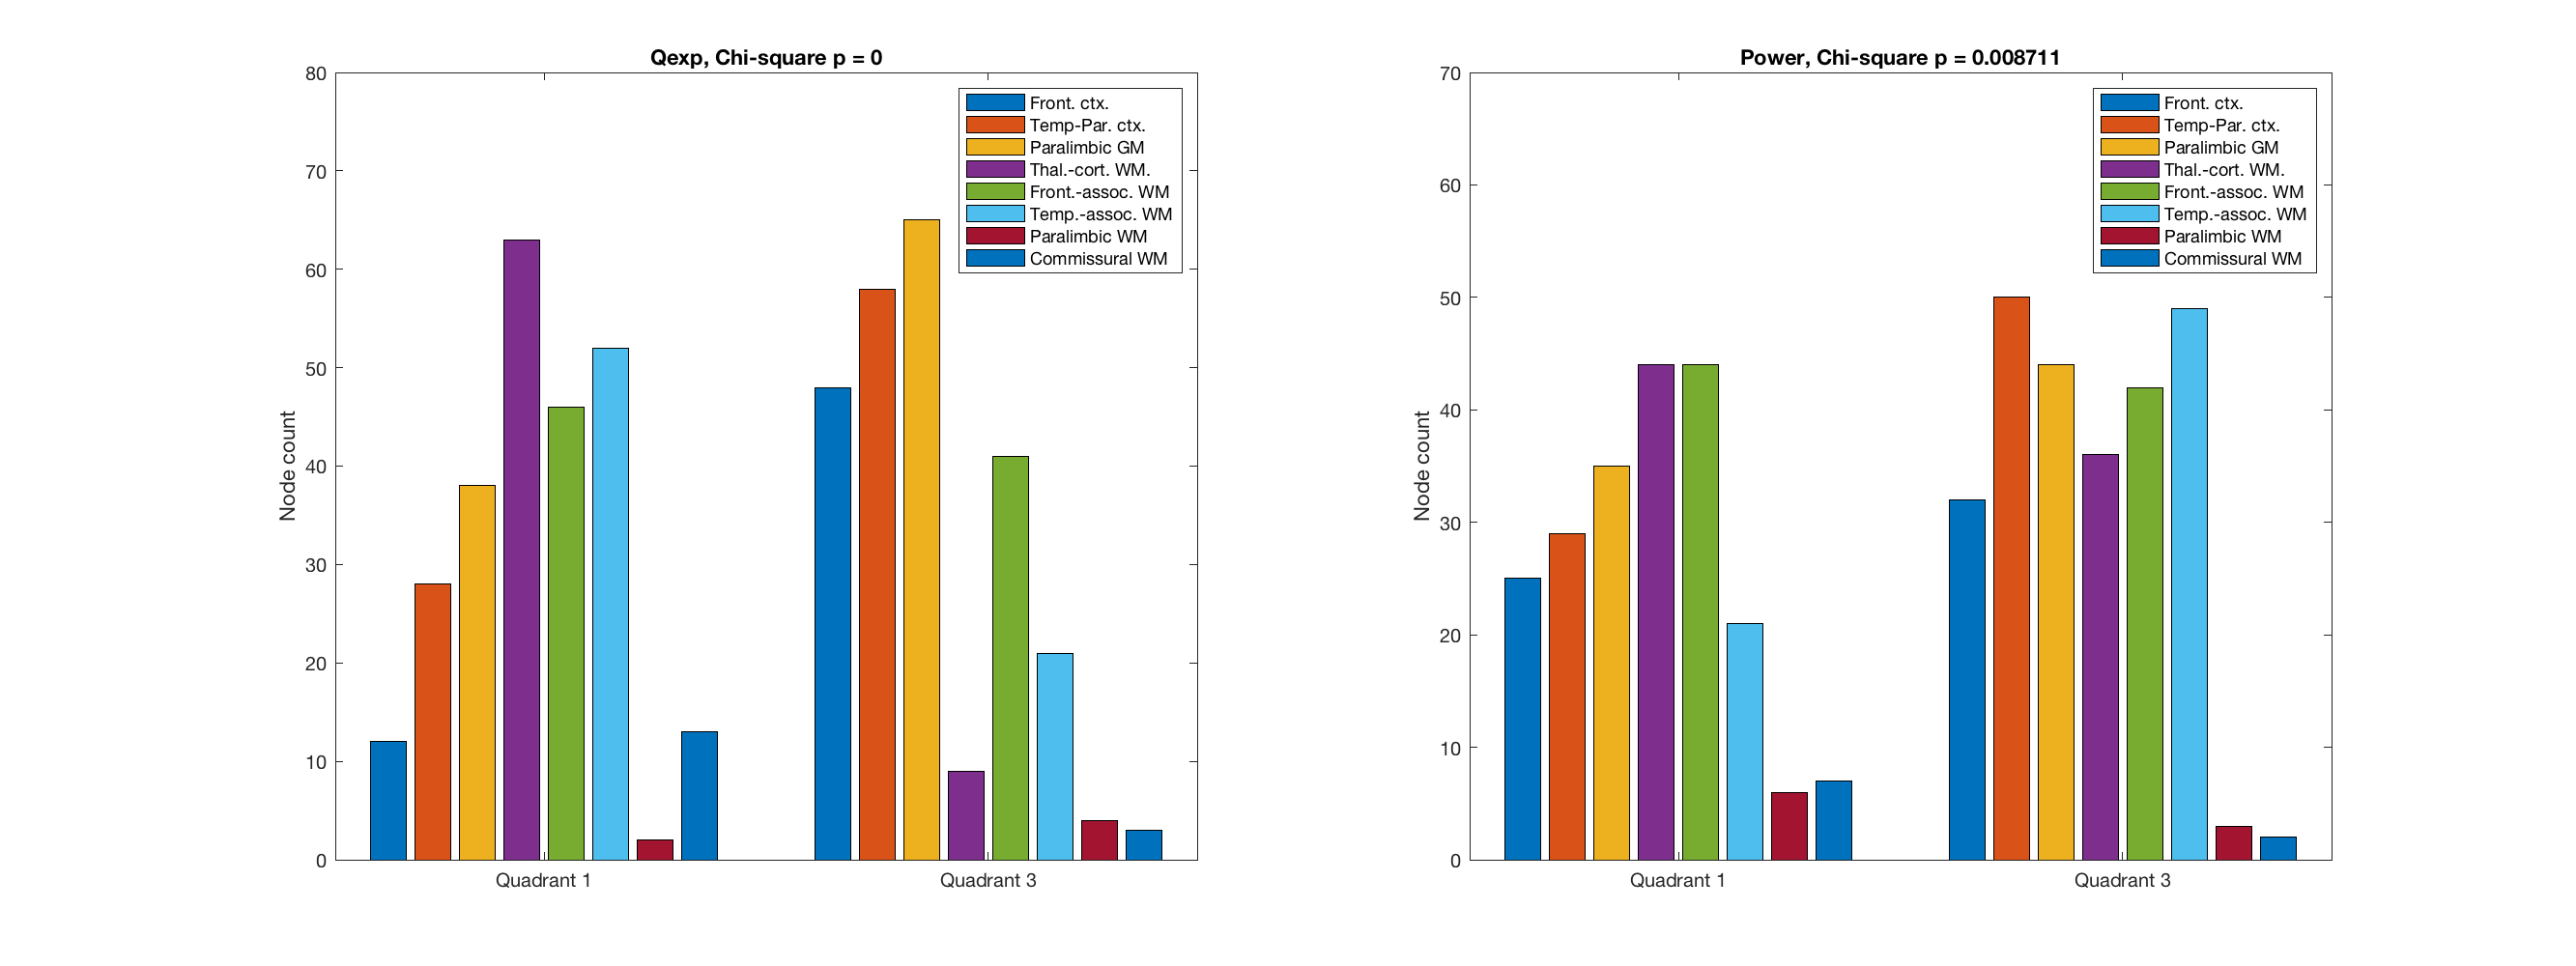 Qexp, Chi-square p = 0
80
70
60
50
40
30
20
10
0
Node count
Quadrant 1
Quadrant 3
Front. ctx.
Temp-Par. ctx.
Paralimbic GM
Thal.-cort. WM.
Front.-assoc. WM
Temp.-assoc. WM
Paralimbic WM
Commissural WM
Power, Chi-square p = 0.008711
70
60
50
40
30
20
10
0
Node count
Quadrant 1
Quadrant 3
Front. ctx.
Temp-Par. ctx.
Paralimbic GM
Thal.-cort. WM.
Front.-assoc. WM
Temp.-assoc. WM
Paralimbic WM
Commissural WM